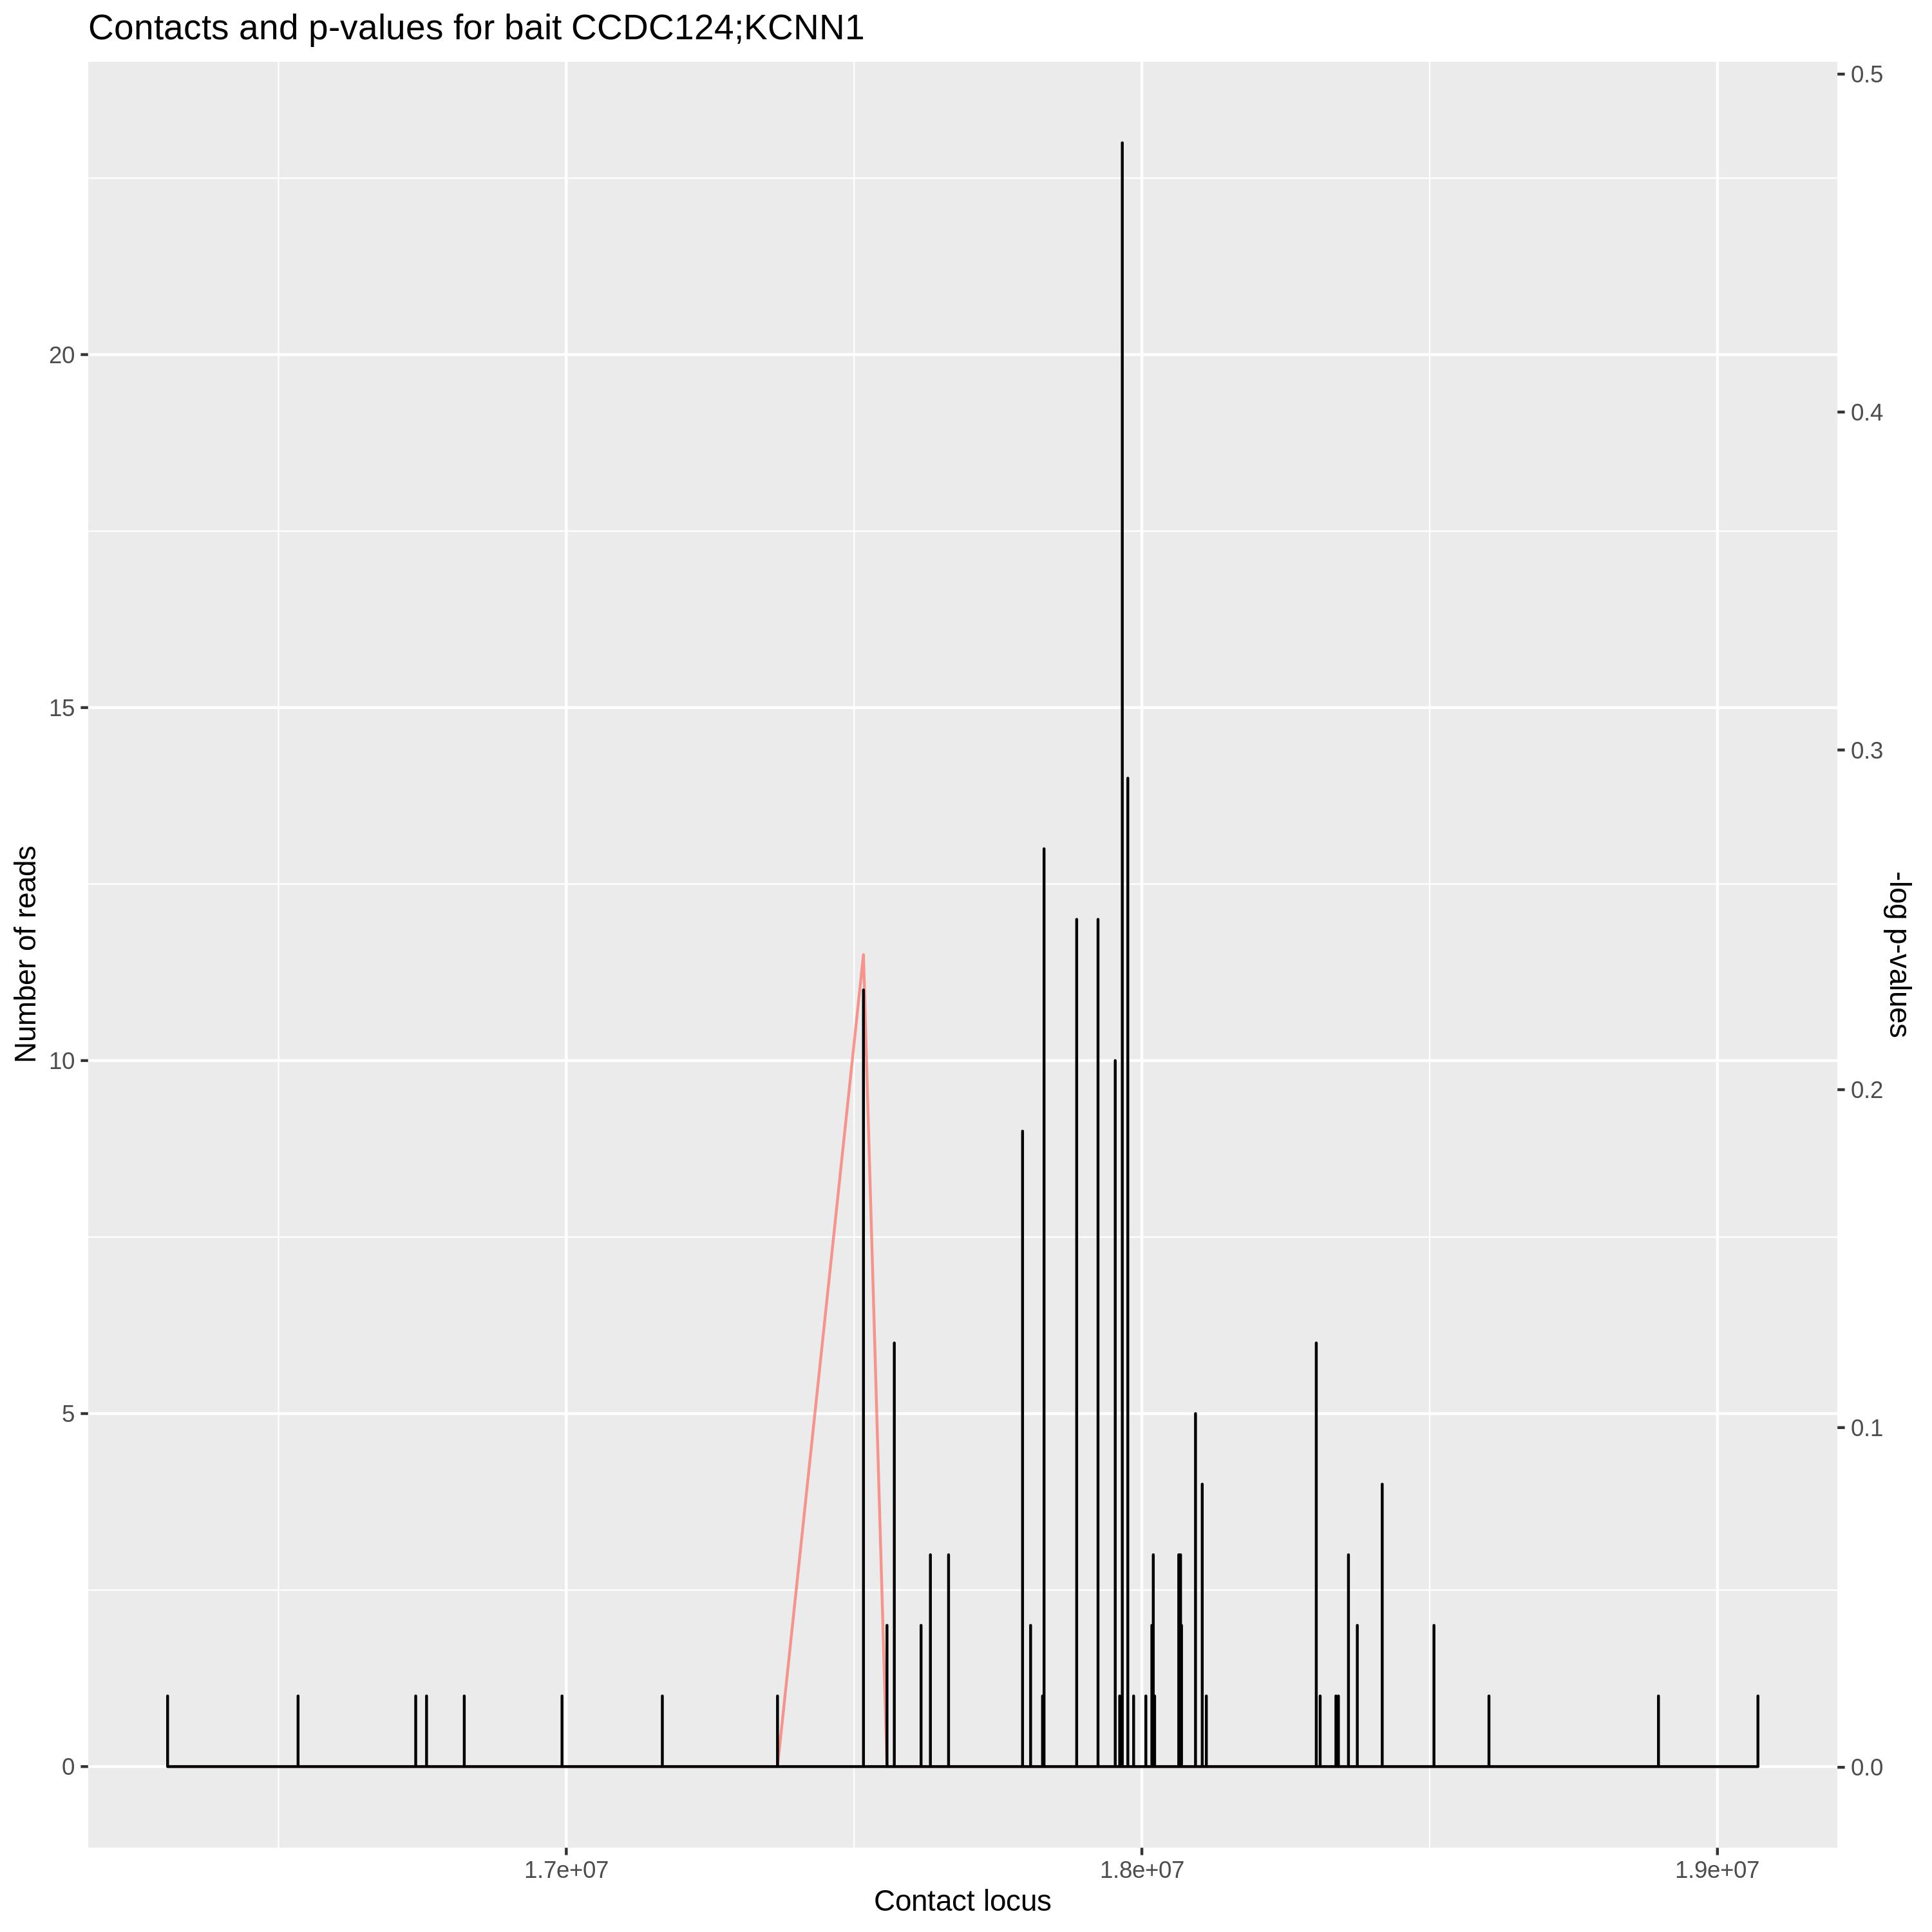 Contacts and p-values for bait CCDC124;KCNN1
Number of reads
20
15
10
5
0
0.5
0.4
0.3
0.2
0.1
0.0
-log p-values
1.7e+07
1.8e+07
1.9e+07
Contact locus